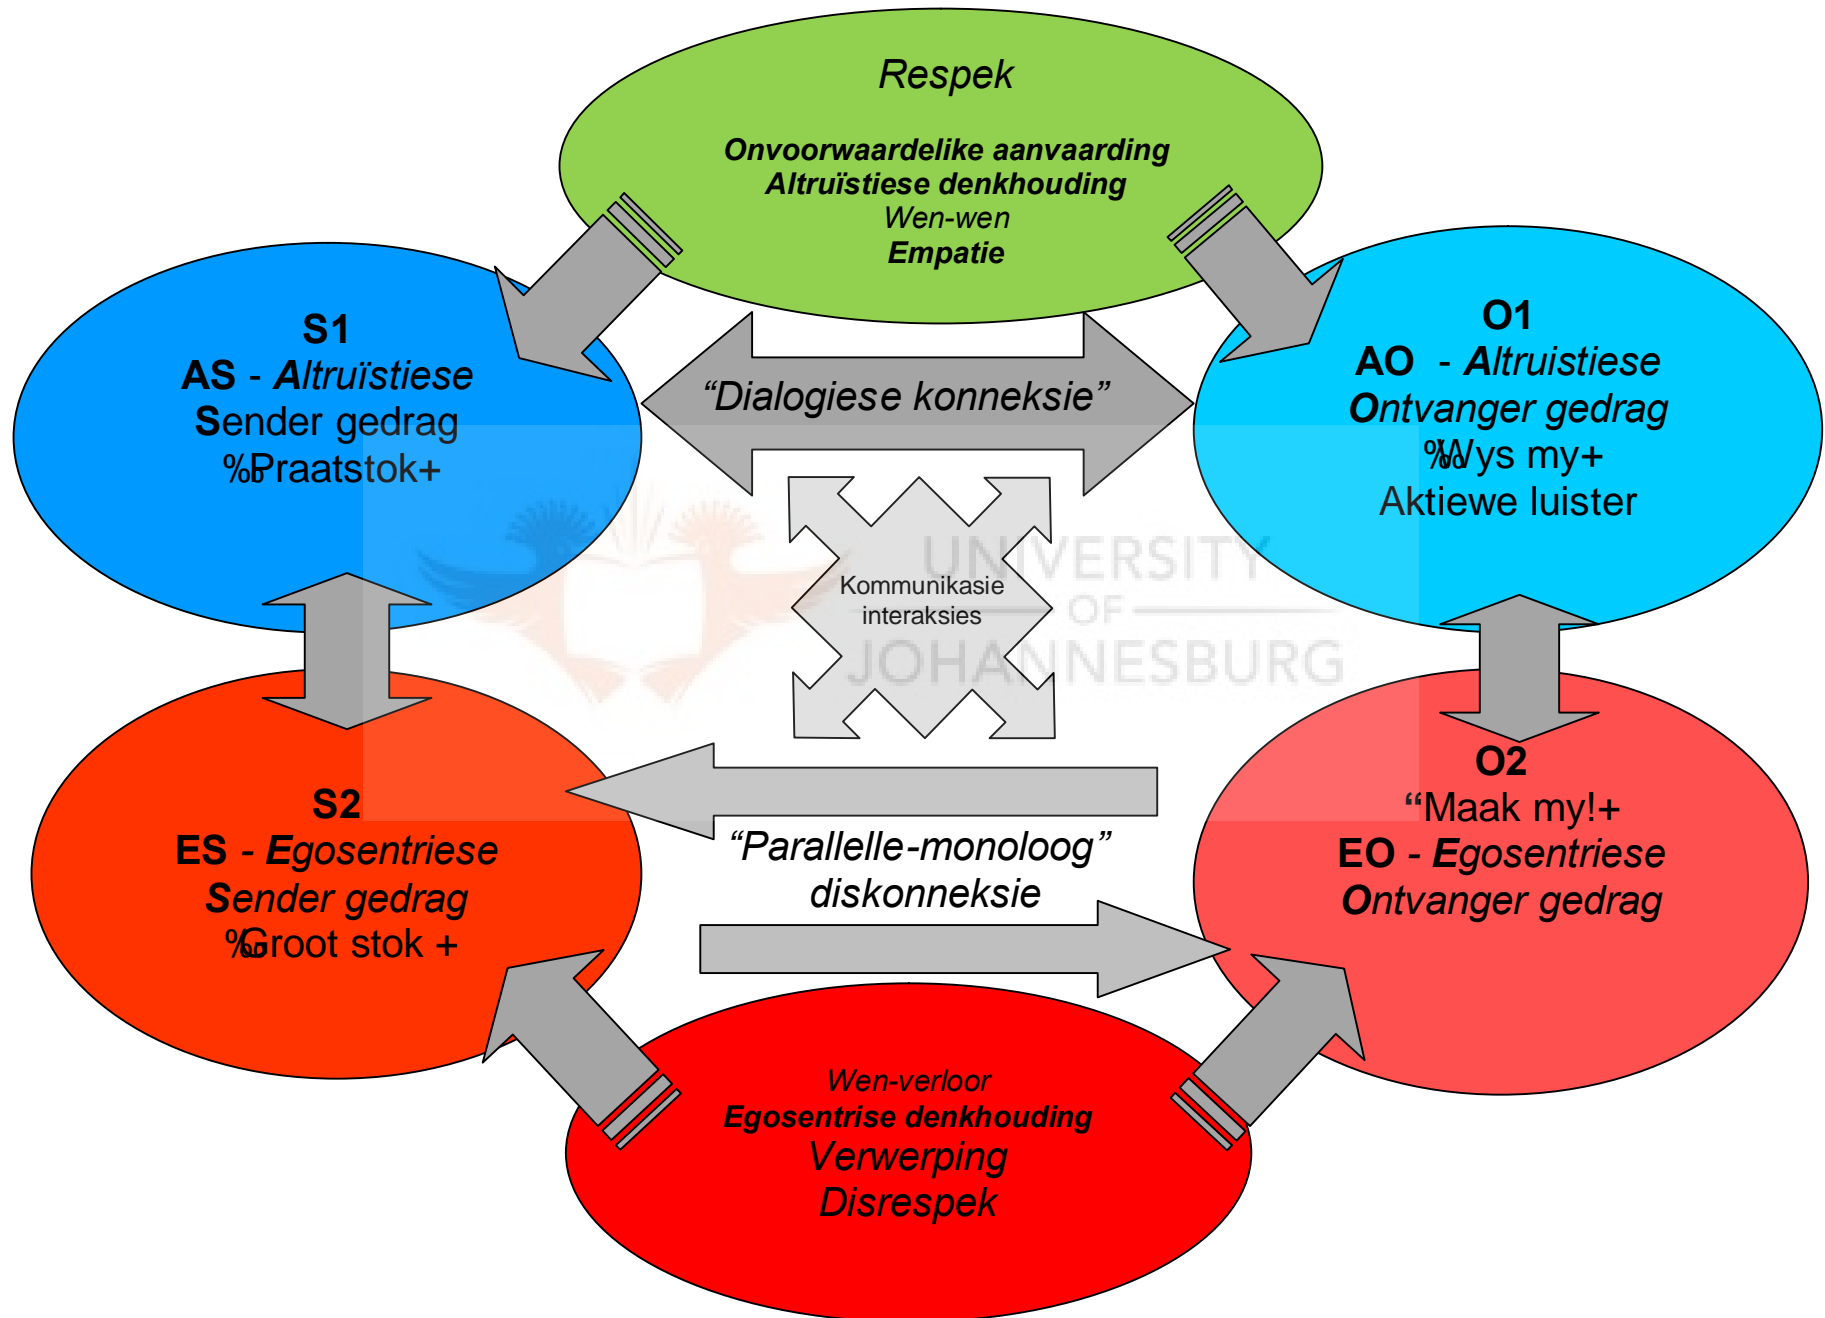 Respek
Onvoorwaardelike aanvaarding
Altruïstiese denkhouding
Wen-wen
Empatie
S1
AS - Altruïstiese
Sender gedrag
‰Praatstok+
“Dialogiese konneksie”
O1
AO - Altruistiese
Ontvanger gedrag
‰Wys my+
Aktiewe luister
Kommunikasie
interaksies
UNIVERSITY
OF
JOHANNESBURG
S2
ES - Egosentriese
Sender gedrag
‰Groot stok +
“Parallelle-monoloog”
diskonneksie
O2
“Maak my!+
EO - Egosentriese
Ontvanger gedrag
Wen-verloor
Egosentrise denkhouding
Verwerping
Disrespek